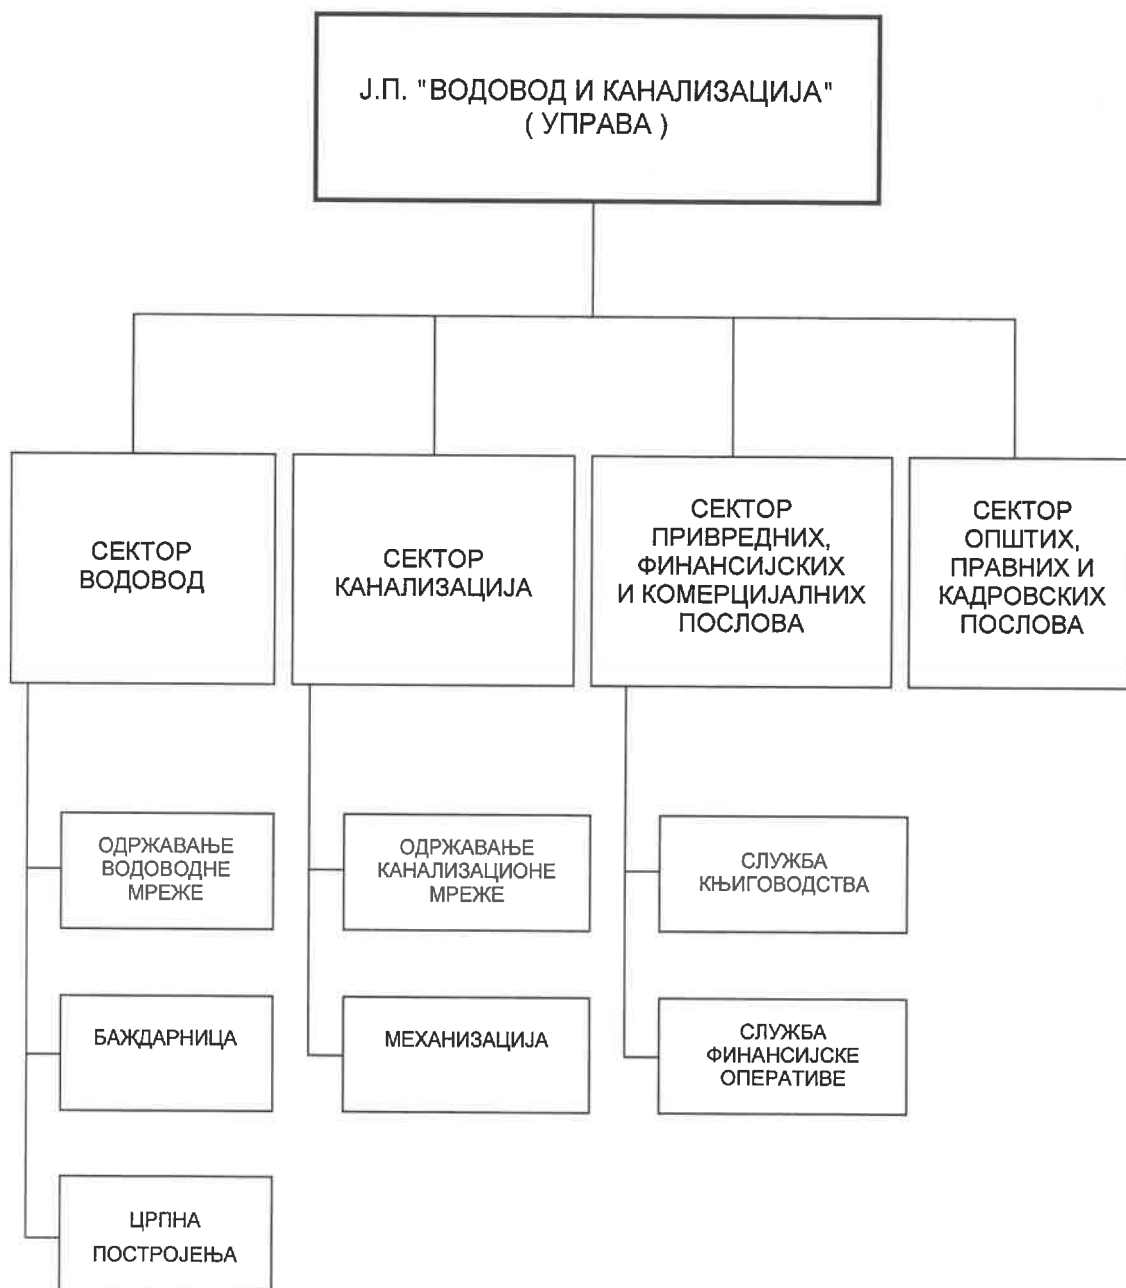 Ј.П. "ВОДОВОД И КАНАЛИЗАЦИЈА"
( УПРАВА )
СЕКТОР
ВОДОВОД
СЕКТОР
КАНАЛИЗАЦИЈА
СЕКТОР
ПРИВРЕДНИХ,
ФИНАНСИЈСКИХ
И КОМЕРЦИЈАЛНИХ
ПОСЛОВА
СЕКТОР
ОПШТИХ,
ПРАВНИХ И
КАДРОВСКИХ
ПОСЛОВА
ОДРЖАВАЊЕ
ВОДОВОДНЕ
МРЕЖЕ
ОДРЖАВАЊЕ
КАНАЛИЗАЦИОНЕ
МРЕЖЕ
СЛУЖБА
КЊИГОВОДСТВА
БАЖДАРНИЦА
МЕХАНИЗАЦИЈА
СЛУЖБА
ФИНАНСИЈСКЕ
ОПЕРАТИВЕ
ЦРПНА
ПОСТРОЈЕЊА